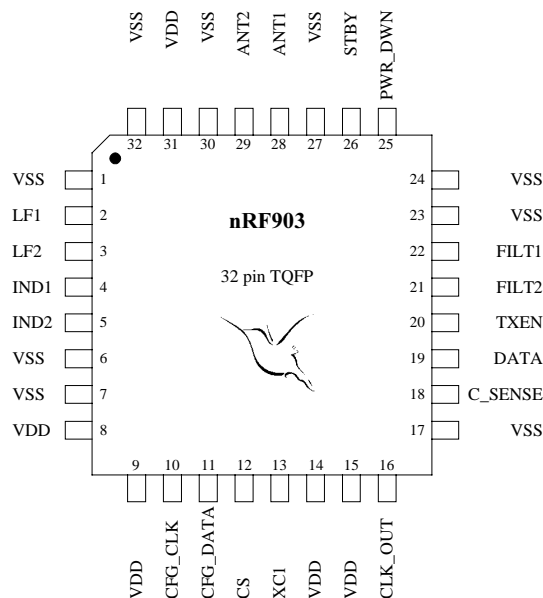 VSS
VDD
VSS
ANT2
ANT1
VSS
STBY
PWR_DWN
32
31
30
29
28
27
26
25
VSS 1
LF1 2
LF2 3
IND1 4
IND2 5
VSS 6
VSS 7
VDD 8
nRF903
32 pin TQFP
24 VSS
23 VSS
22 FILT1
21 FILT2
20 TXEN
19 DATA
18 C_SENSE
17 VSS
9
10
11
12
13
14
15
16
VDD
CFG_CLK
CFG_DATA
CS
XC1
VDD
VDD
CLK_OUT